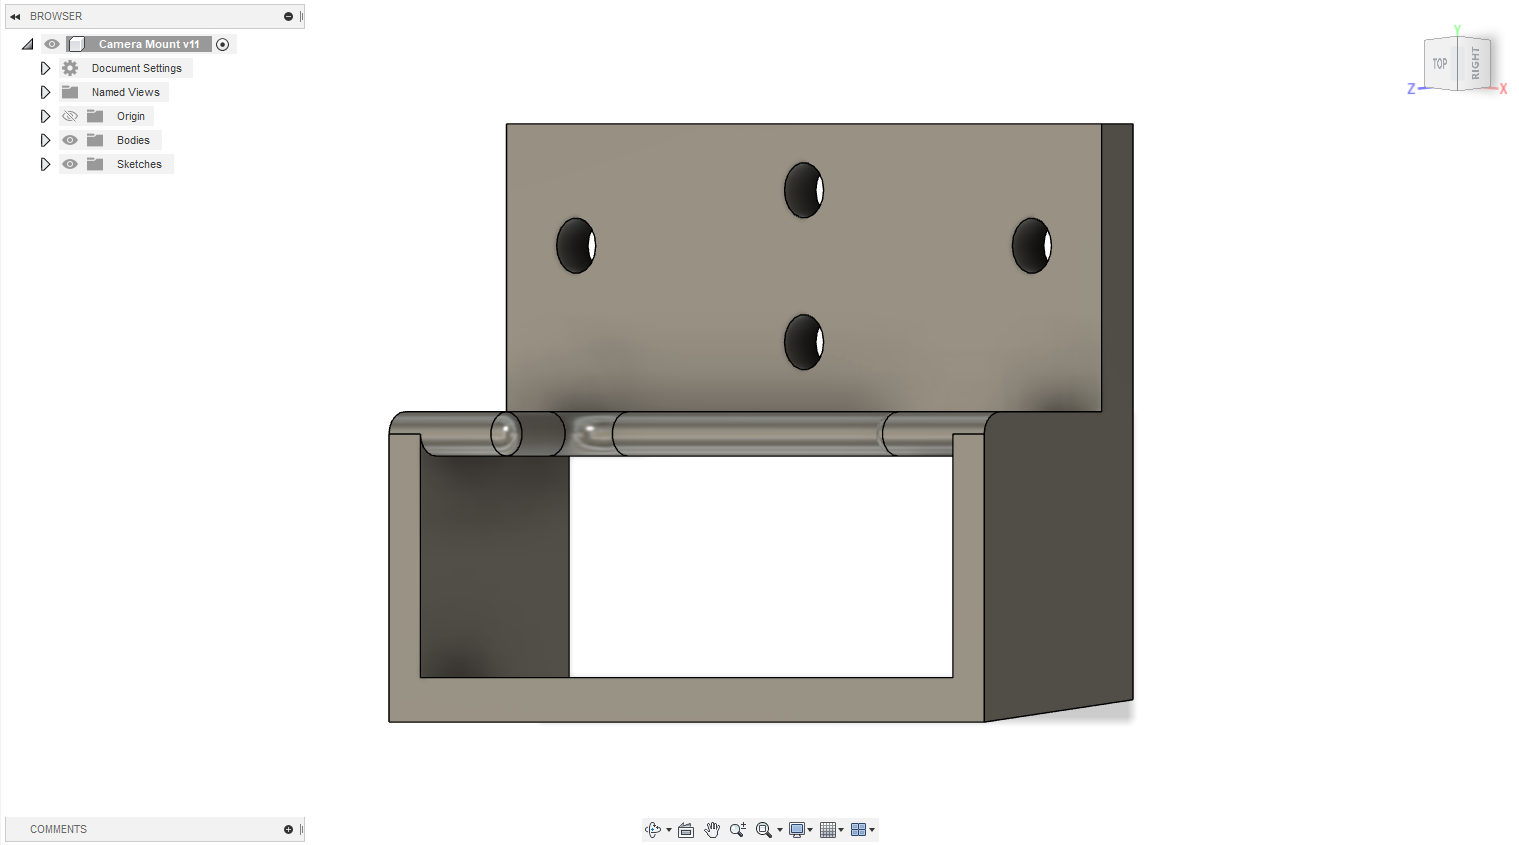 BROWSER
Camera Mount v11
Document Settings
Named Views
Origin
Bodies
Sketches
Y
TOP
RIGHT
Z
X
COMMENTS